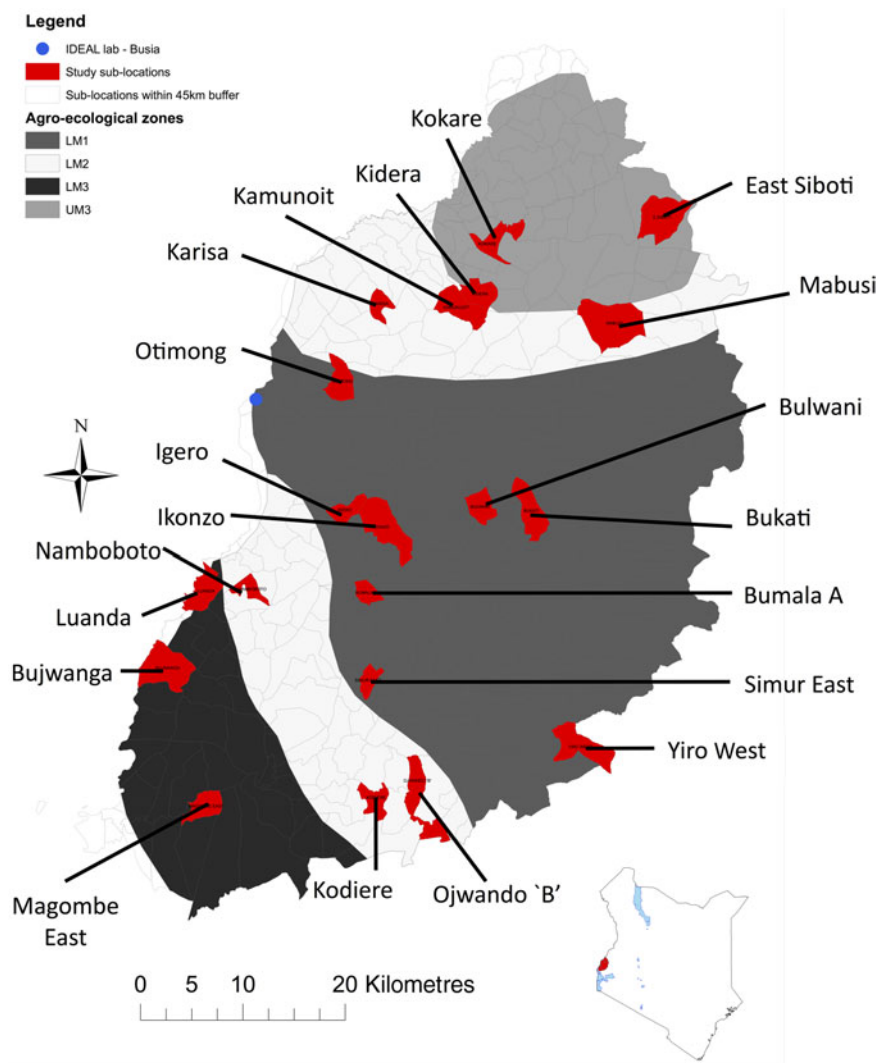 Legend
IDEAL lab - Busia
Study sub-locations
Sub-locations within 45km buffer
Agro-ecological zones
LM1
LM2
LM3
UM3
Kokare
Kidera
Kamunoit
Karisa
East Siboti
Mabusi
Otimong
Bulwani
N
Igero
Ikonzo
Bukati
Namboboto
Luanda
Bumala A
Bujwanga
Simur East
Yiro West
Kodiere
Ojwando `B'
Magombe
East
0 5 10 20 Kilometres